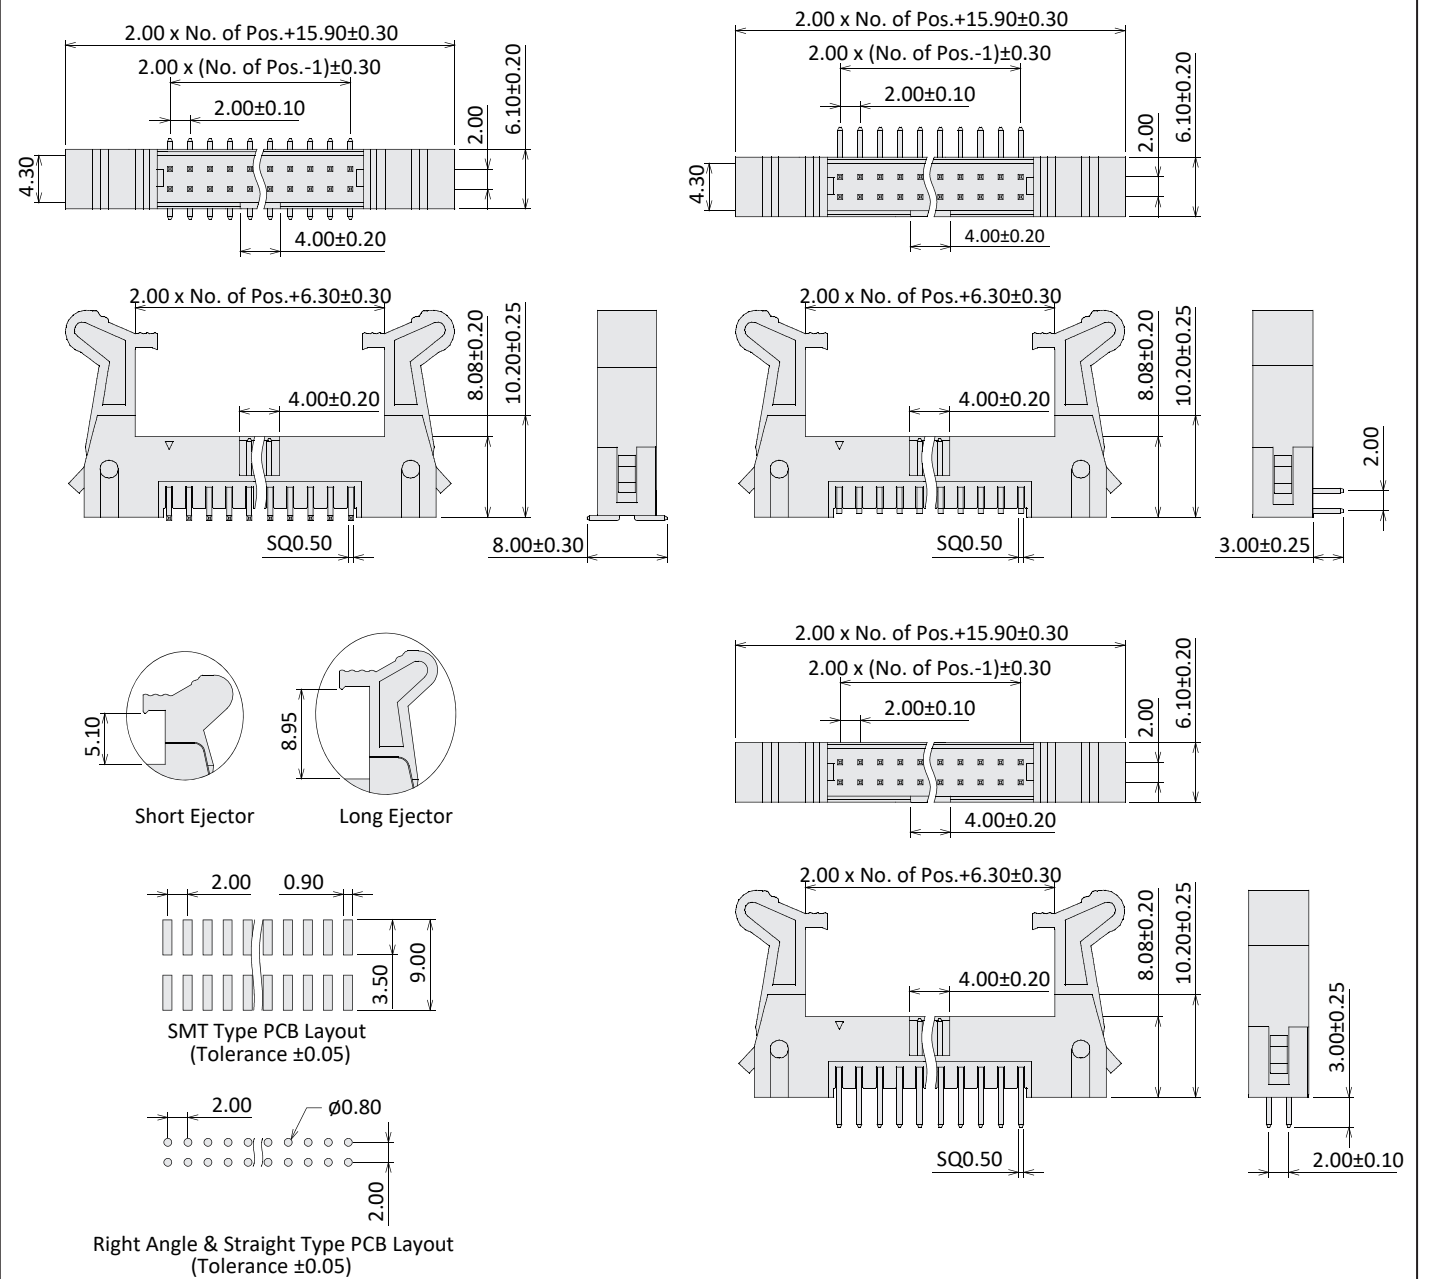 2.00 x No. of Pos.+15.90±0.30
2.00 x (No. of Pos.-1)±0.30
2.00±0.10
6.10±0.20
2.00
4.30
4.00±0.20
2.00 x No. of Pos.+15.90±0.30
2.00 x (No. of Pos.-1)±0.30
2.00±0.10
6.10±0.20
2.00
4.30
4.00±0.20
2.00 x No. of Pos.+6.30±0.30
8.08±0.20
10.20±0.25
4.00±0.20
SQ0.50
8.00±0.30
2.00 x No. of Pos.+6.30±0.30
8.08±0.20
10.20±0.25
4.00±0.20
2.00
SQ0.50
3.00±0.25
5.10
Short Ejector
8.95
Long Ejector
2.00 x No. of Pos.+15.90±0.30
2.00 x (No. of Pos.-1)±0.30
2.00±0.10
6.10±0.20
2.00
4.00±0.20
2.00
0.90
3.50
9.00
SMT Type PCB Layout
(Tolerance ±0.05)
2.00 x No. of Pos.+6.30±0.30
8.08±0.20
10.20±0.25
4.00±0.20
3.00±0.25
SQ0.50
2.00±0.10
2.00
ø0.80
2.00
Right Angle & Straight Type PCB Layout
(Tolerance ±0.05)